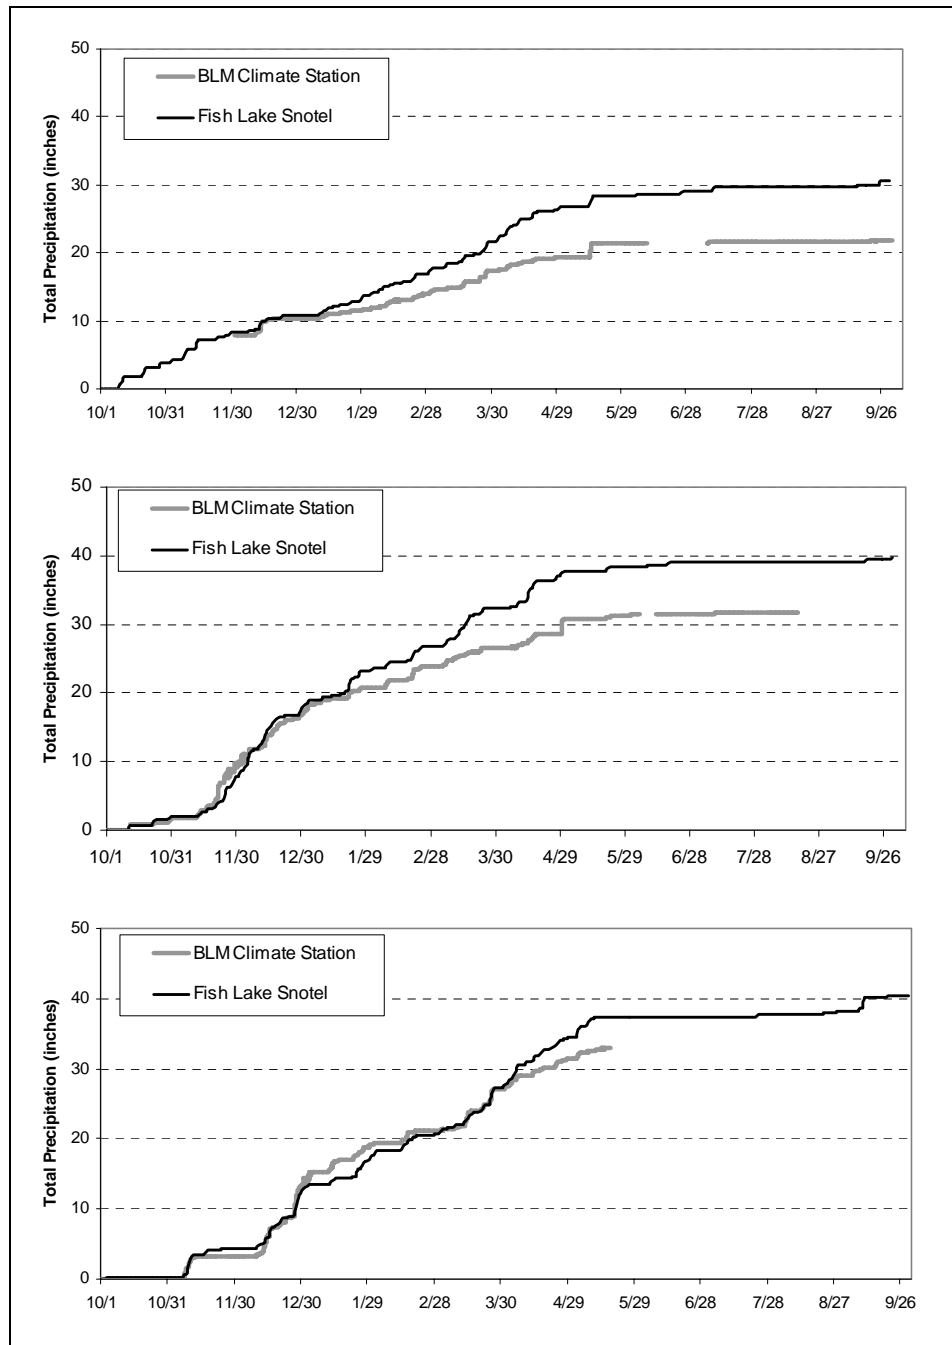 50
BLM Climate Station
40
Fish Lake Snotel
30
20
10
0
Total Precipitation (inches)
10/1 10/31 11/30 12/30 1/29 2/28 3/30 4/29 5/29 6/28 7/28 8/27 9/26
50
BLM Climate Station
40
Fish Lake Snotel
30
20
10
0
Total Precipitation (inches)
10/1 10/31 11/30 12/30 1/29 2/28 3/30 4/29 5/29 6/28 7/28 8/27 9/26
50
BLM Climate Station
40
Fish Lake Snotel
30
20
10
0
Total Precipitation (inches)
10/1 10/31 11/30 12/30 1/29 2/28 3/30 4/29 5/29 6/28 7/28 8/27 9/26